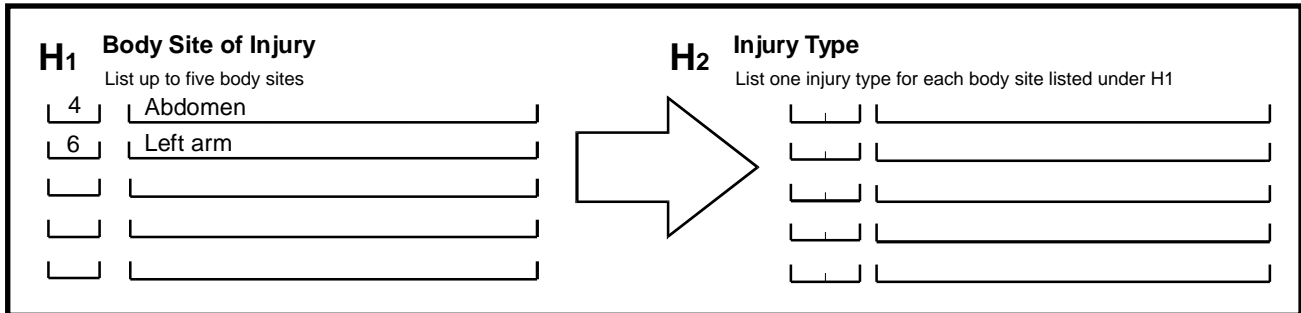 H1 Body Site of Injury
List up to five body sites
4 Abdomen
6 Left arm
H2 Injury Type
List one injury type for each body site listed under H1